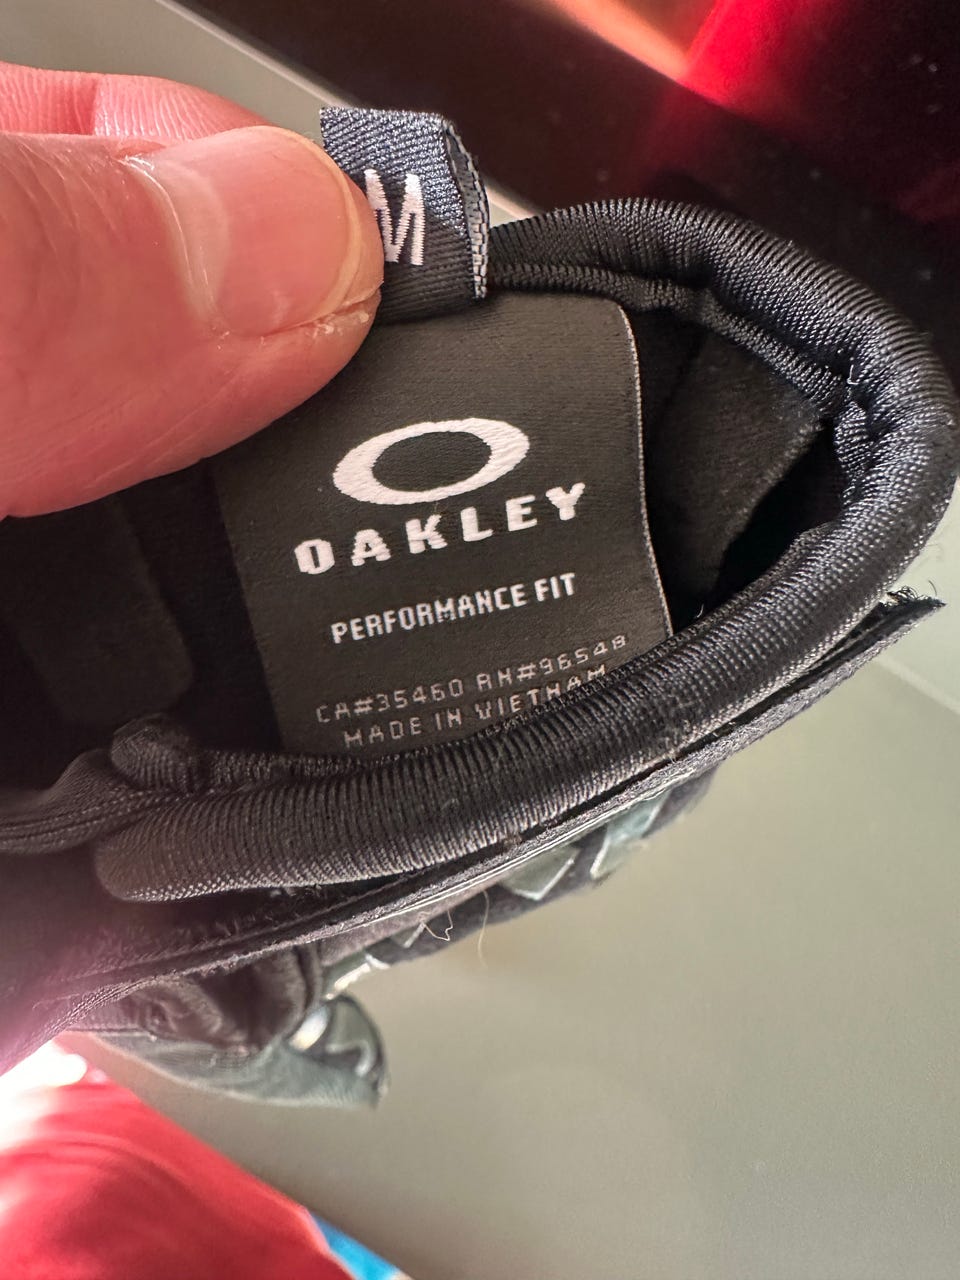 M
OAKLEY
PERFORMANCE FIT
CA#35460 RN#96548
MADE IN VIETNAM